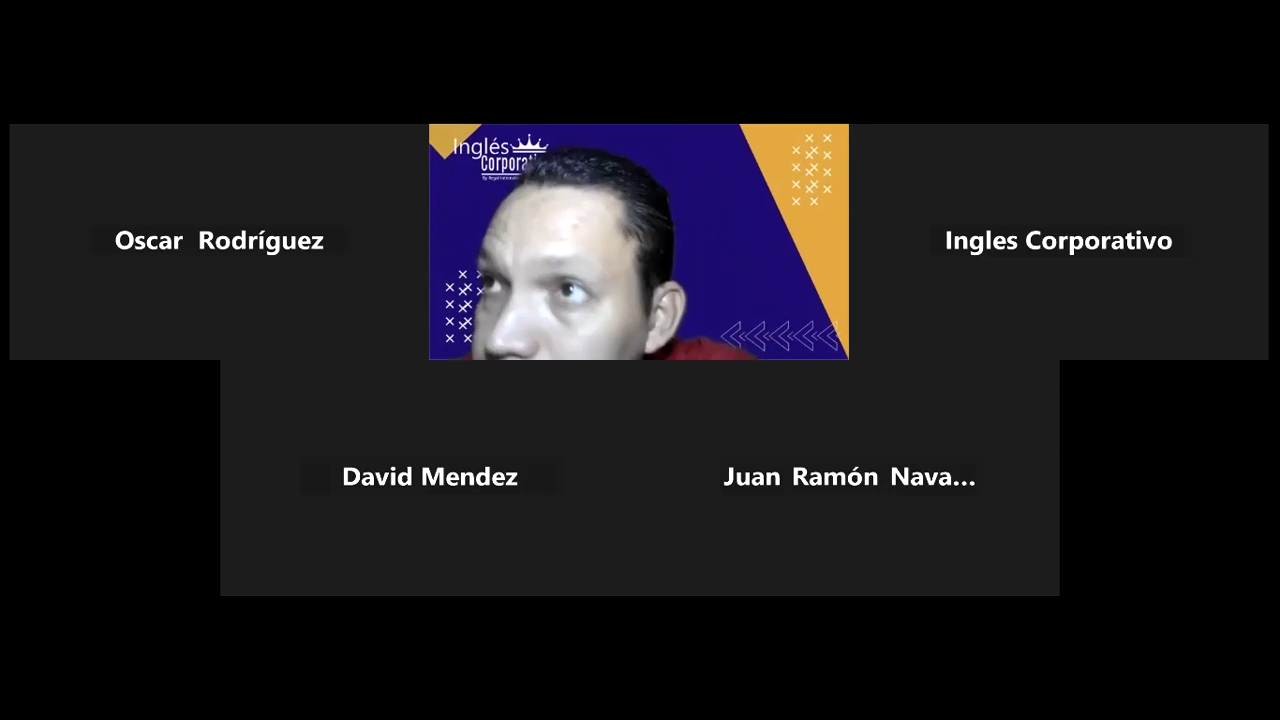 Oscar Rodríguez
Inglés
Corporati
Ingles Corporativo
David Mendez
Juan Ramón Nava...